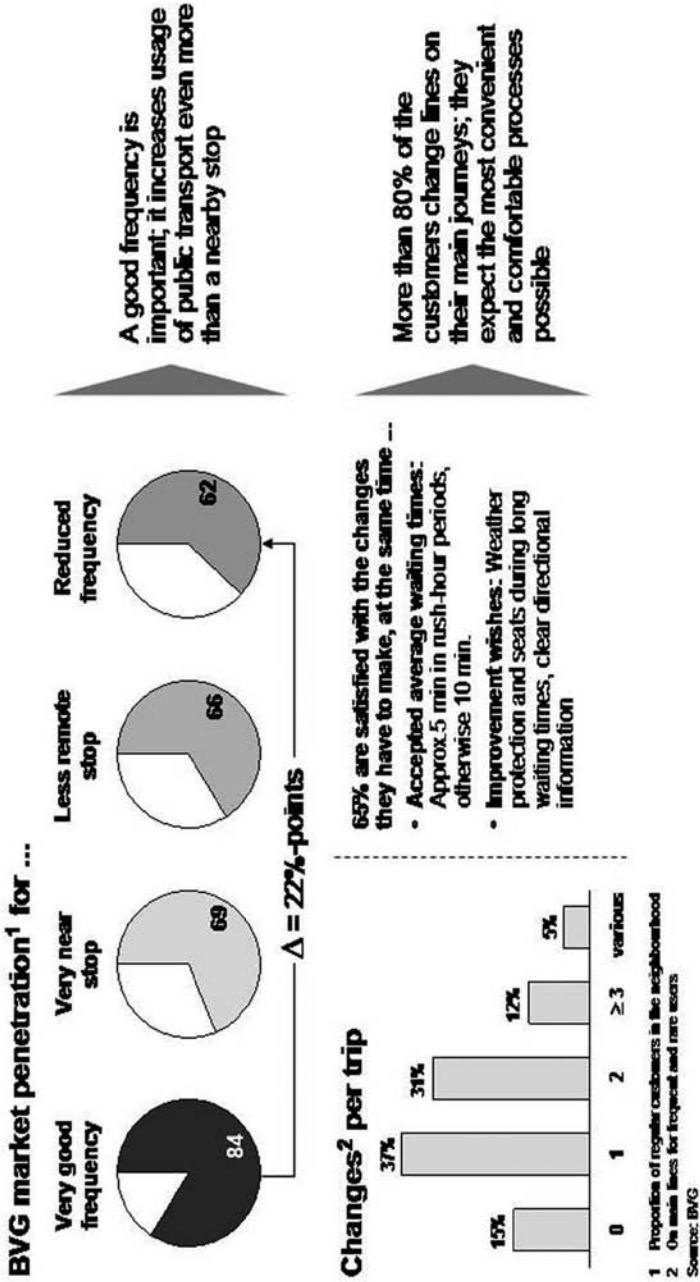 BVG market penetration¹ for ...
Very good
frequency
Very near
stop
Less remote
stop
Reduced
frequency
84
69
66
62
Δ = 22%-points
A good frequency is
important; it increases usage
of public transport even more
than a nearby stop
Changes² per trip
15%
37%
31%
12%
5%
0
1
2
≥ 3
various
65% are satisfied with the changes
they have to make, at the same time ...
• Accepted average waiting times:
Approx.5 min in rush-hour periods,
otherwise 10 min.
• Improvement wishes: Weather
protection and seats during long
waiting times, clear directional
information
More than 80% of the
customers change lines on
their main journeys; they
expect the most convenient
and comfortable processes
possible
1 Proportion of regular customers in the neighbourhood
2 On main lines for frequent and rare users
Source: BVG